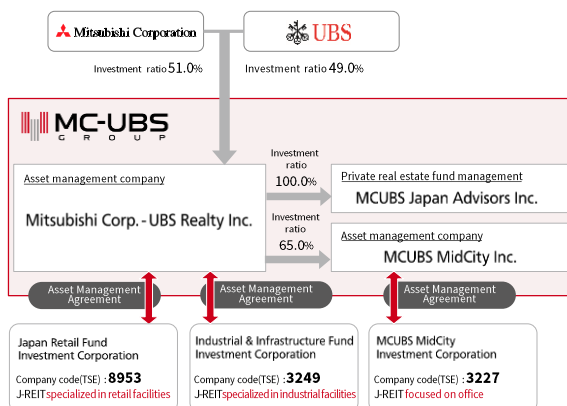 Mitsubishi Corporation
UBS
Investment ratio 51.0%
Investment ratio 49.0%
MC-UBS
GROUP
Asset management company
Mitsubishi Corp. - UBS Realty Inc.
Investment
ratio
100.0%
Private real estate fund management
MCUBS Japan Advisors Inc.
Investment
ratio
65.0%
Asset management company
MCUBS MidCity Inc.
Asset Management
Agreement
Asset Management
Agreement
Asset Management
Agreement
Japan Retail Fund
Investment Corporation
Company code(TSE) : 8953
J-REIT specialized in retail facilities
Industrial & Infrastructure Fund
Investment Corporation
Company code(TSE) : 3249
J-REIT specialized in industrial facilities
MCUBS MidCity
Investment Corporation
Company code(TSE) : 3227
J-REIT focused on office